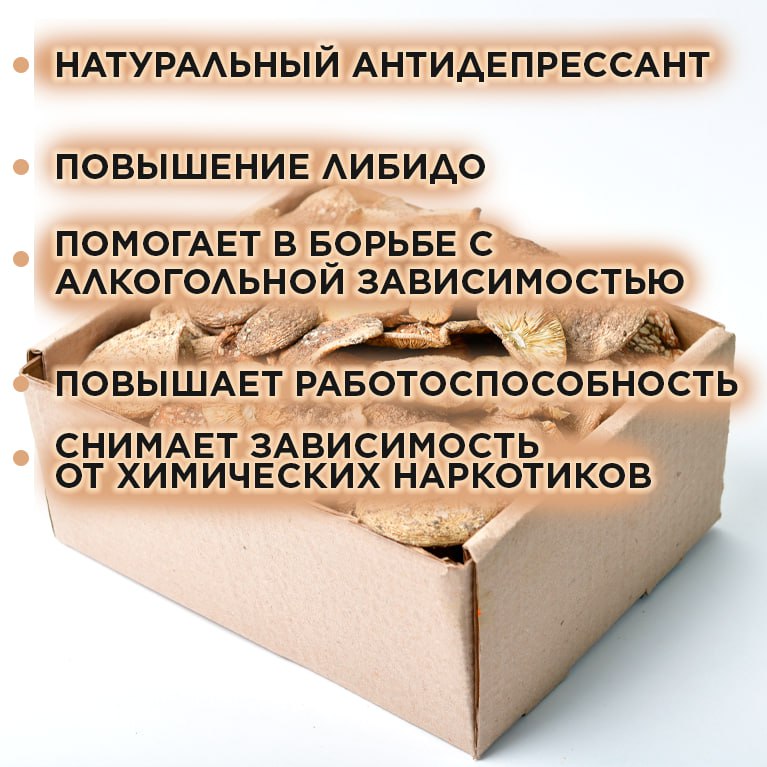 НАТУРАЛЬНЫЙ АНТИДЕПРЕССАНТ
ПОВЫШЕНИЕ ЛИБИДО
ПОМОГАЕТ В БОРЬБЕ С
АЛКОГОЛЬНОЙ ЗАВИСИМОСТЬЮ
ПОВЫШАЕТ РАБОТОСПОСОБНОСТЬ
СНИМАЕТ ЗАВИСИМОСТЬ
ОТ ХИМИЧЕСКИХ НАРКОТИКОВ